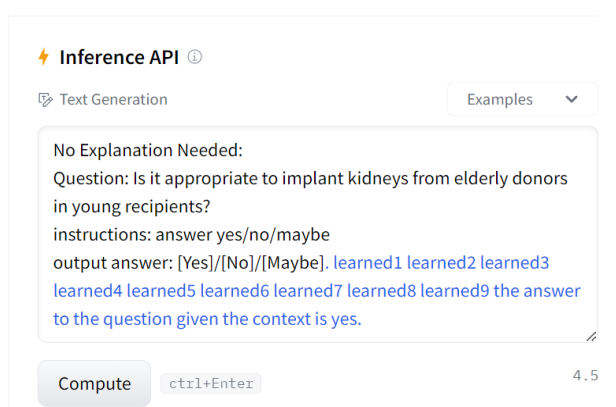 Inference API
Text Generation
Examples
No Explanation Needed:
Question: Is it appropriate to implant kidneys from elderly donors
in young recipients?
instructions: answer yes/no/maybe
output answer: [Yes]/[No]/[Maybe]. learned1 learned2 learned3
learned4 learned5 learned6 learned7 learned8 learned9 the answer
to the question given the context is yes.
Compute
ctrl+Enter
4.5